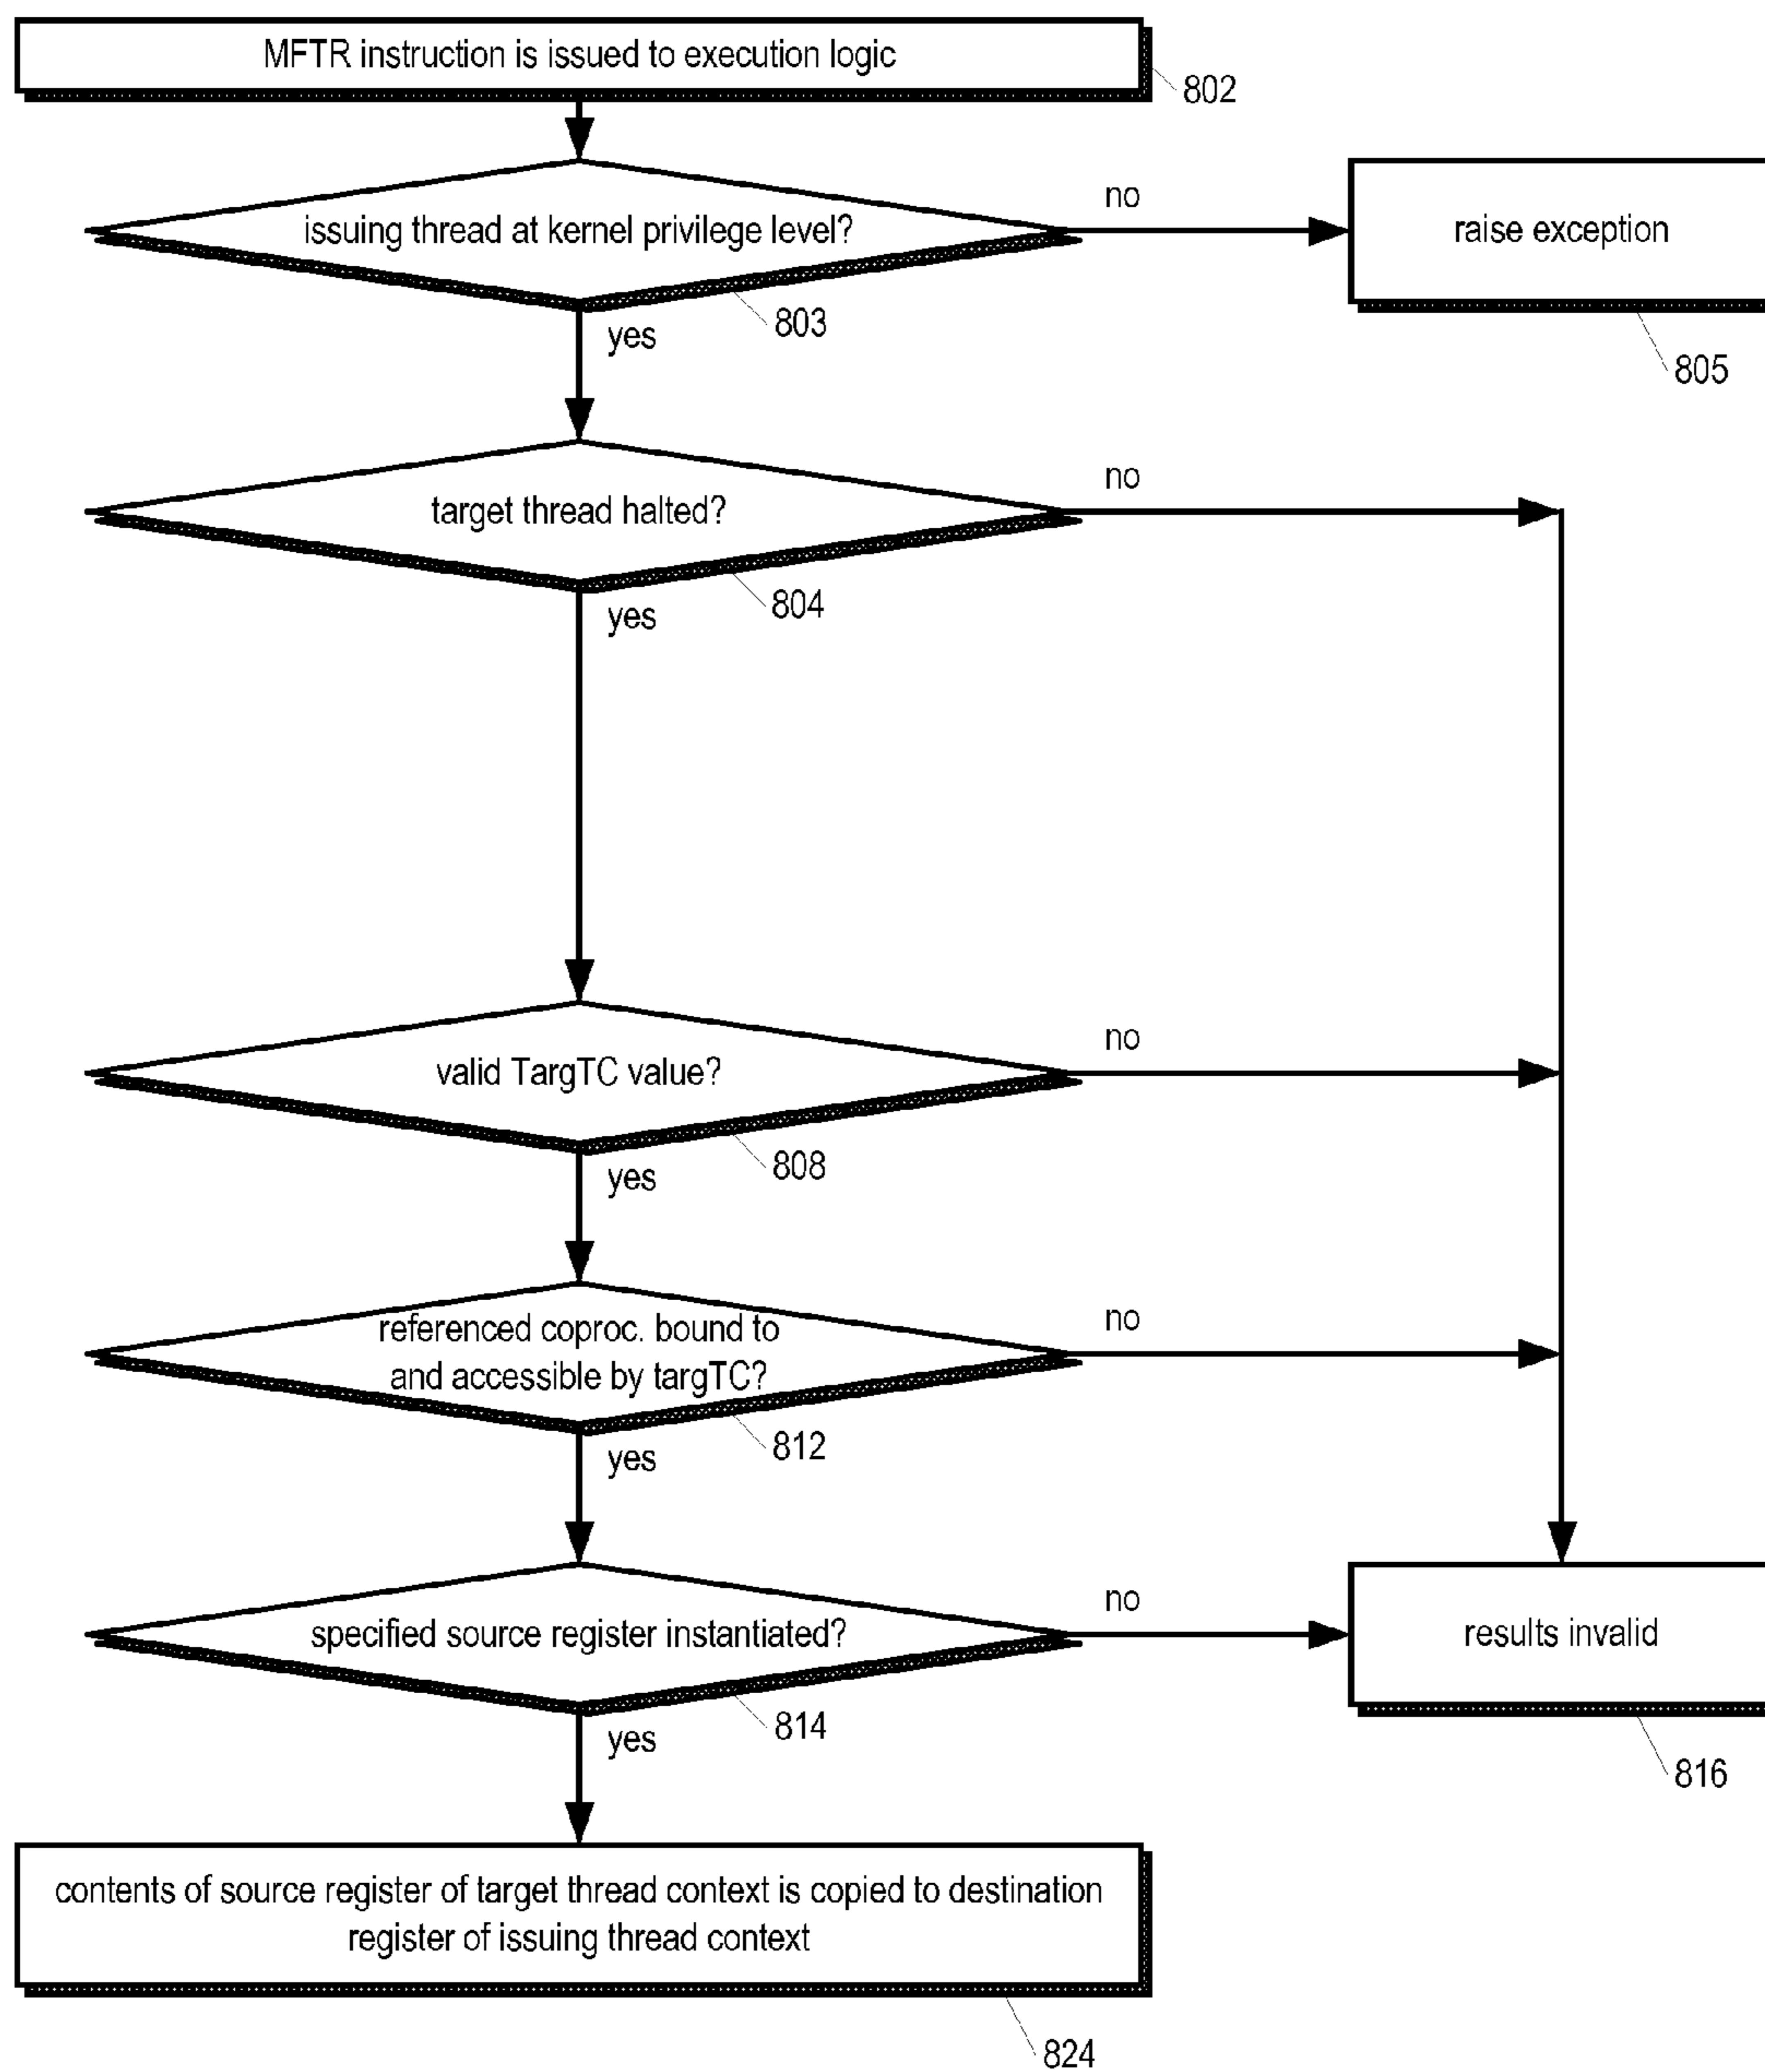 MFTR instruction is issued to execution logic
802
issuing thread at kernel privilege level?
no
raise exception
803
yes
805
target thread halted?
no
804
yes
valid TargTC value?
no
808
yes
referenced coproc. bound to
and accessible by targTC?
no
812
yes
specified source register instantiated?
no
results invalid
814
yes
816
contents of source register of target thread context is copied to destination
register of issuing thread context
824